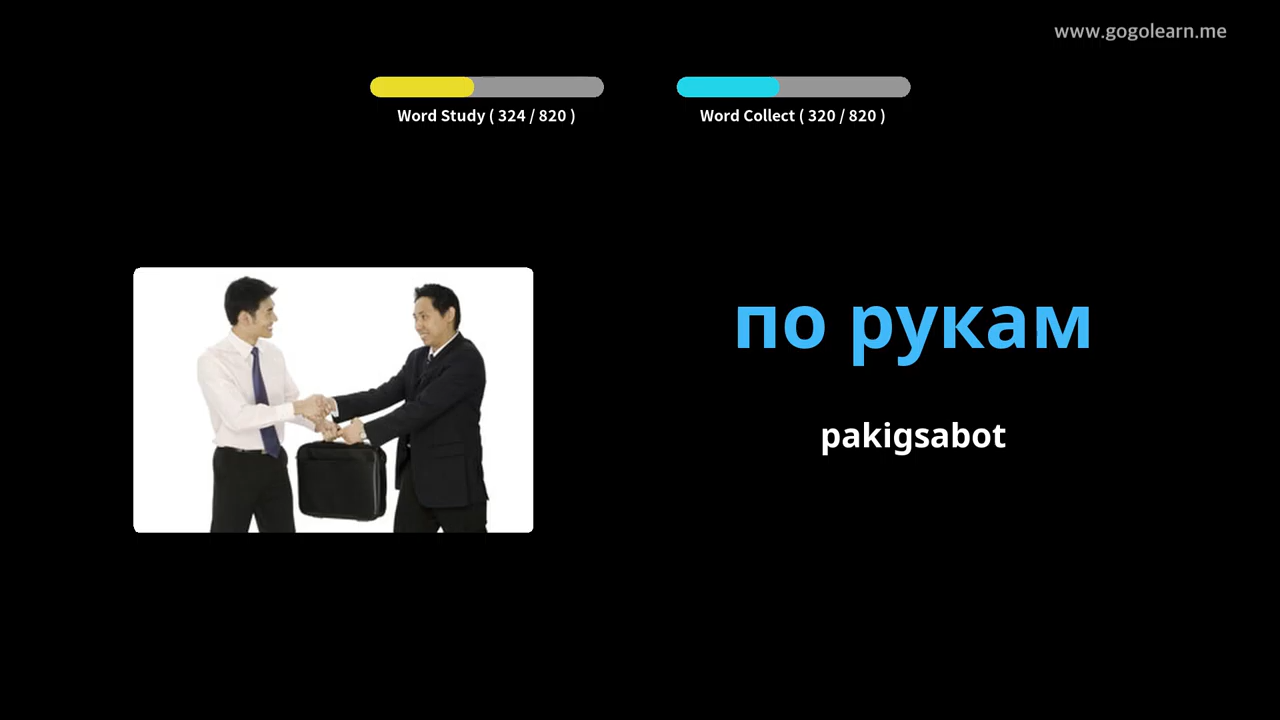 www.gogolearn.me
Word Study ( 324 / 820 )
Word Collect ( 320 / 820 )
по рукам
pakigsabot